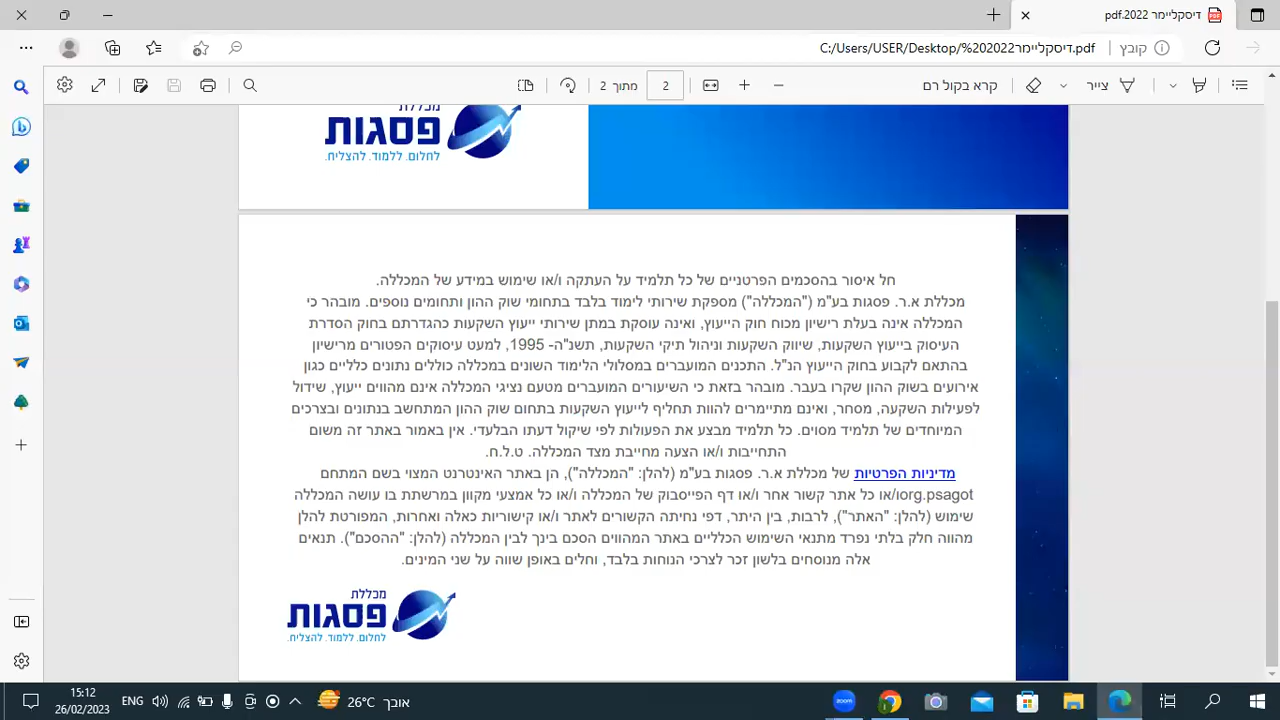 דיסקליימר 2022.pdf
קובץ
C:/Users/USER/Desktop/%202022דיסקליימר.pdf
קרא בקול רם
צייר
2
מתוך 2
מכללת
פסגות
לחלום. ללמוד. להצליח.
חל איסור בהסכמים הפרטניים של כל תלמיד על העתקה ו/או שימוש במידע של המכללה.
מכללת א.ר. פסגות בע"מ ("המכללה") מספקת שירותי לימוד בלבד בתחומי שוק ההון ותחומים נוספים. מובהר כי
המכללה אינה בעלת רישיון מכוח חוק הייעוץ, ואינה עוסקת במתן שירותי ייעוץ השקעות כהגדרתם בחוק הסדרת
העיסוק בייעוץ השקעות, שיווק השקעות וניהול תיקי השקעות, תשנ"ה- 1995, למעט עיסוקים הפטורים מרישיון
בהתאם לקבוע בחוק הייעוץ הנ"ל. התכנים המועברים במסלולי הלימוד השונים במכללה כוללים נתונים כלליים כגון
אירועים בשוק ההון שקרו בעבר. מובהר בזאת כי השיעורים המועברים מטעם נציגי המכללה אינם מהווים ייעוץ, שידול
לפעילות השקעה, מסחר, ואינם מתיימרים להוות תחליף לייעוץ השקעות בתחום שוק ההון המתחשב בנתונים ובצרכים
המיוחדים של תלמיד מסוים. כל תלמיד מבצע את הפעולות לפי שיקול דעתו הבלעדי. אין באמור באתר זה משום
התחייבות ו/או הצעה מחייבת מצד המכללה. ט.ל.ח.
מדיניות הפרטיות של מכללת א.ר. פסגות בע"מ (להלן: "המכללה"), הן באתר האינטרנט המצוי בשם המתחם
org.psagotו/או כל אתר קשור אחר ו/או דף הפייסבוק של המכללה ו/או כל אמצעי מקוון במרשתת בו עושה המכללה
שימוש (להלן: "האתר"), לרבות, בין היתר, דפי נחיתה הקשורים לאתר ו/או קישוריות כאלה ואחרות, המפורטת להלן
מהווה חלק בלתי נפרד מתנאי השימוש הכלליים באתר המהווים הסכם בינך לבין המכללה (להלן: "ההסכם"). תנאים
אלה מנוסחים בלשון זכר לצרכי הנוחות בלבד, וחלים באופן שווה על שני המינים.
מכללת
פסגות
לחלום. ללמוד. להצליח.
15:12
26/02/2023
ENG
26°C אובך
zoom